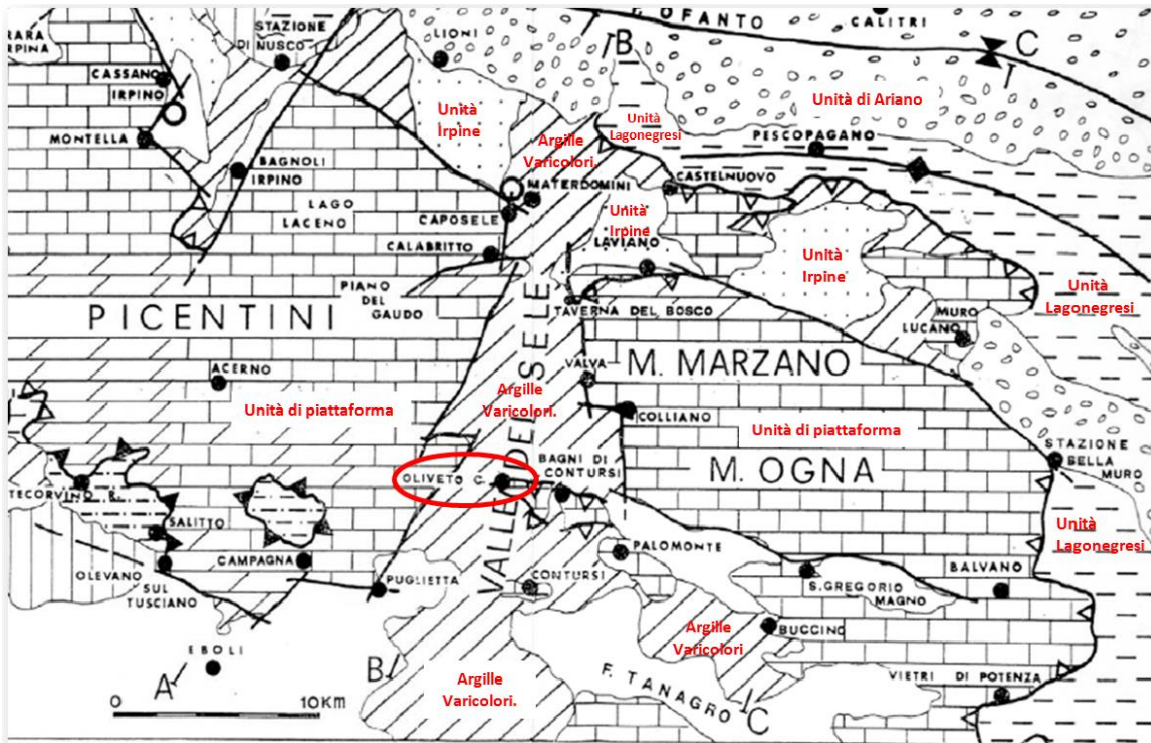 RARA
IRPINA
STAZIONE
DI NUSCO
LIONI
OFANTO
CALITRI
B
C
CASSANO
IRPINO
Unità di Ariano
Unità
Irpine
Unità
Lagonegresi
MONTELLA
Argille
Varicolori.
PESCOPAGANO
BAGNOLI
IRPINO
MATERDOMINI
CASTELNUOVO
LAGO
LACENO
CAPOSELE
Unità
Irpine
CALABRITTO
LAVIANO
Unità
Irpine
Unità
Lagonegresi
PIANO
DEL
GAUDO
PICENTINI
TAVERNA DEL BOSCO
MURO
LUCANO
VALLE DEL SELE
VALVA
M. MARZANO
ACERNO
Argille
Varicolori.
Unità di piattaforma
COLLIANO
Unità di piattaforma
STAZIONE
BELLA
MURO
OLIVETO C.
BAGNI DI
CONTURSI
M. OGNA
TECORVINO R.
SALITTO
Unità
Lagonegresi
PALOMONTE
OLEVANO
SUL
TUSCIANO
CAMPAGNA
PUGLIETTA
CONTURSI
S. GREGORIO
MAGNO
BALVANO
Argille
Varicolori
BUCCINO
EBOLI
A
B
Argille
Varicolori.
F. TANAGRO
C
VIETRI DI POTENZA
0 10Km